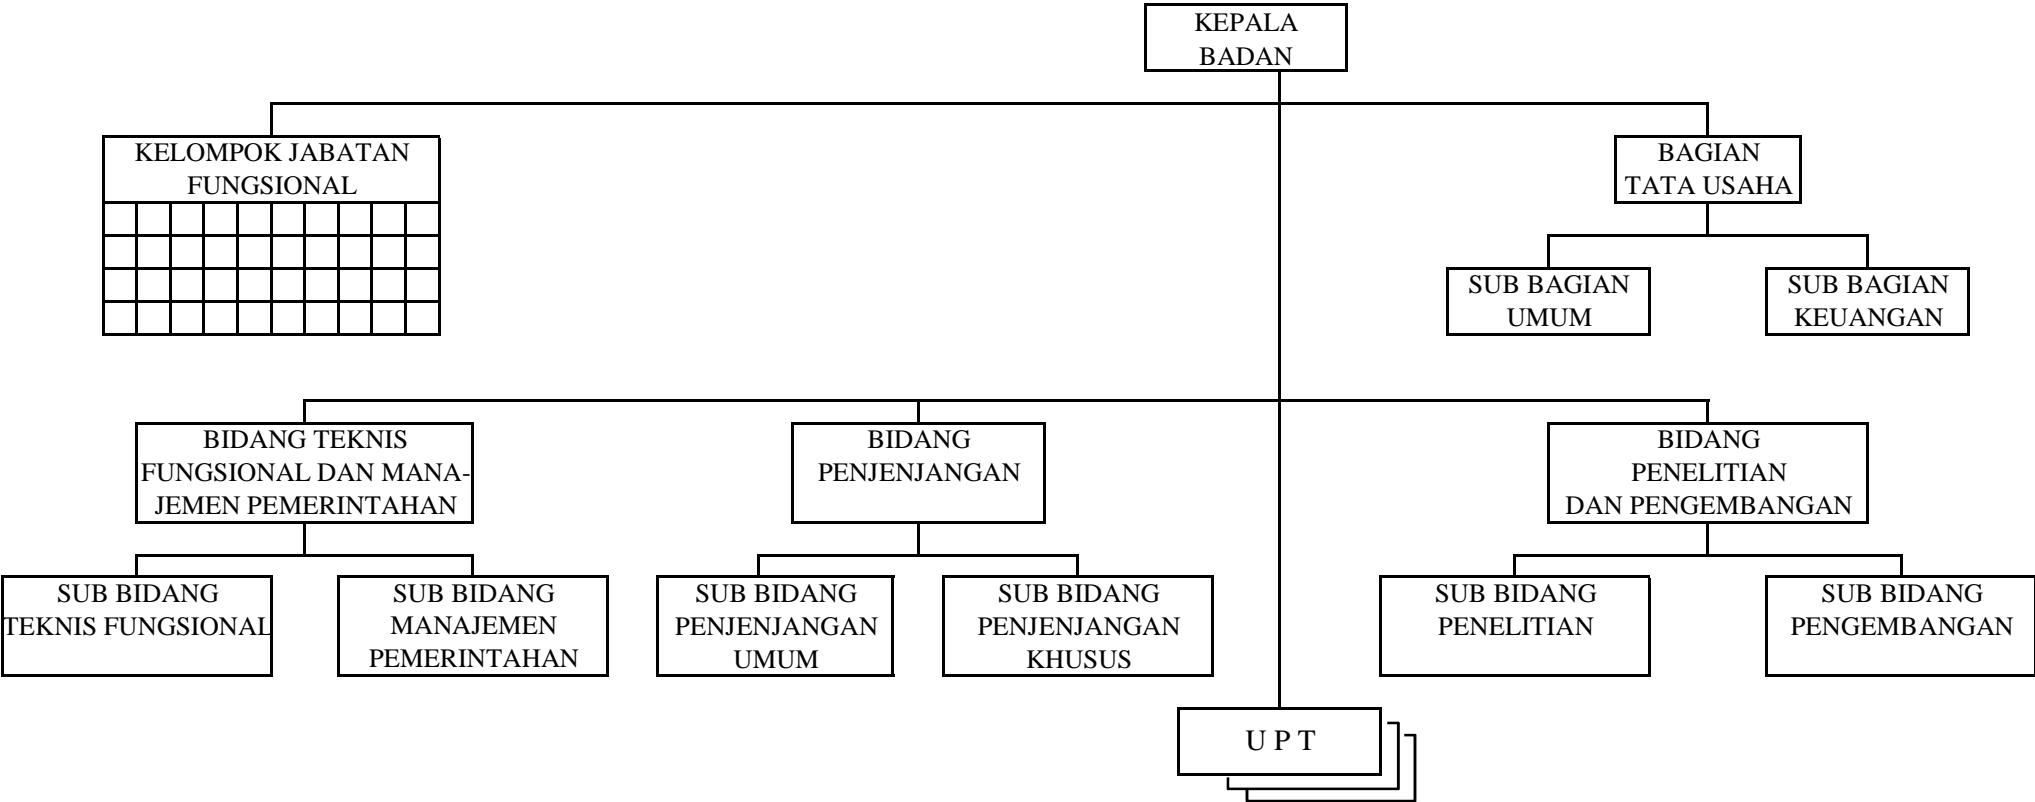 KEPALA
BADAN
KELOMPOK JABATAN
FUNGSIONAL
BAGIAN
TATA USAHA
SUB BAGIAN
UMUM
SUB BAGIAN
KEUANGAN
BIDANG TEKNIS
FUNGSIONAL DAN MANA-
JEMEN PEMERINTAHAN
BIDANG
PENJENJANGAN
BIDANG
PENELITIAN
DAN PENGEMBANGAN
SUB BIDANG
TEKNIS FUNGSIONAL
SUB BIDANG
MANAJEMEN
PEMERINTAHAN
SUB BIDANG
PENJENJANGAN
UMUM
SUB BIDANG
PENJENJANGAN
KHUSUS
SUB BIDANG
PENELITIAN
SUB BIDANG
PENGEMBANGAN
U P T